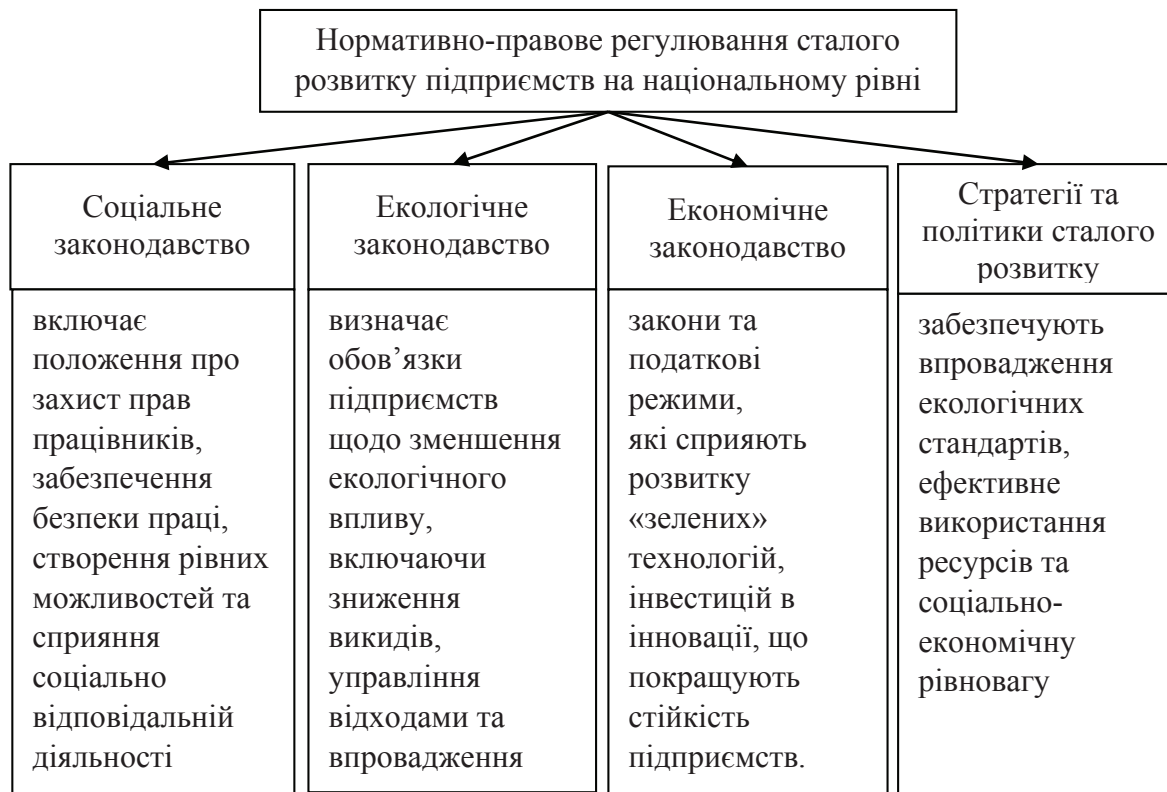 Нормативно-правове регулювання сталого
розвитку підприємств на національному рівні
Соціальне
законодавство
Екологічне
законодавство
Економічне
законодавство
Стратегії та
політики сталого
розвитку
включає
положення про
захист прав
працівників,
забезпечення
безпеки праці,
створення рівних
можливостей та
сприяння
соціально
відповідальній
діяльності
визначає
обов’язки
підприємств
щодо зменшення
екологічного
впливу,
включаючи
зниження
викидів,
управління
відходами та
впровадження
закони та
податкові
режими,
які сприяють
розвитку
«зелених»
технологій,
інвестицій в
інновації, що
покращують
стійкість
підприємств.
забезпечують
впровадження
екологічних
стандартів,
ефективне
використання
ресурсів та
соціально-
економічну
рівновагу